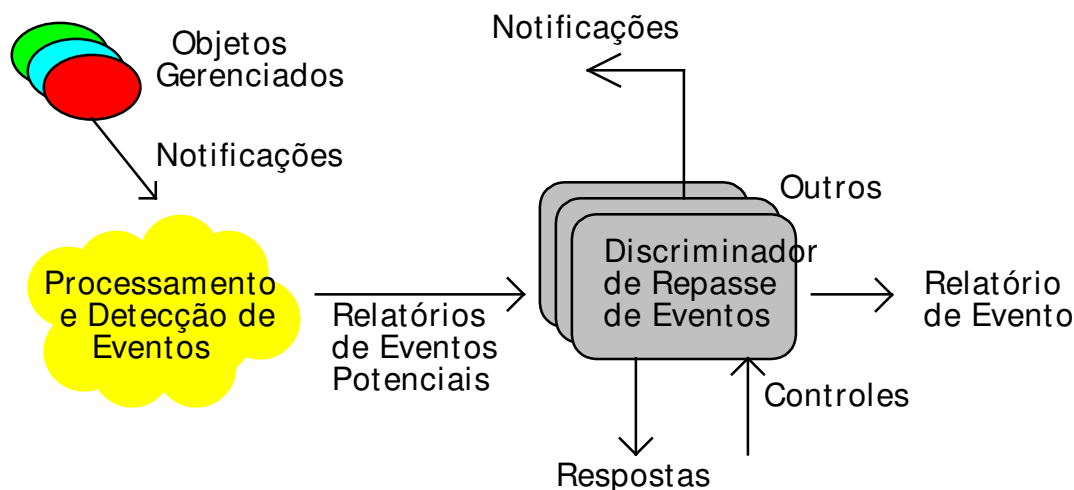 Objetos
Gerenciados
Notificações
Notificações
Outros
Processamento
e Detecção de
Eventos
Relatórios
de Eventos
Potenciais
Discriminador
de Repasse
de Eventos
Relatório
de Evento
Controles
Respostas